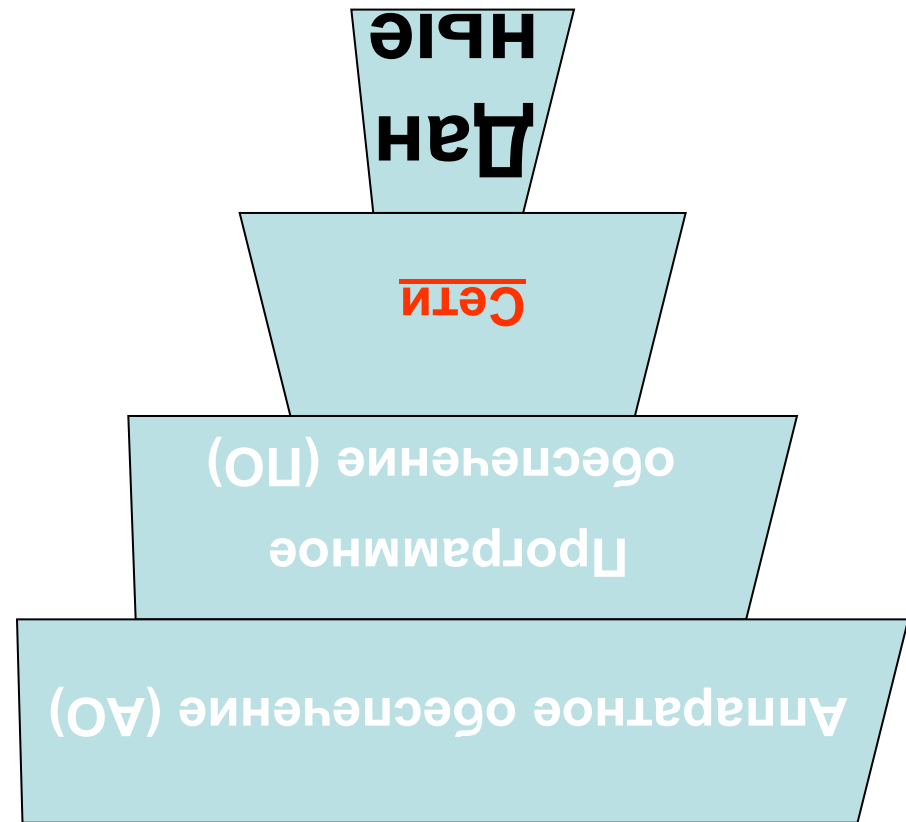 Аппаратное обеспечение (АО)
Программное
обеспечение (ПО)
Сети
Дан
ные